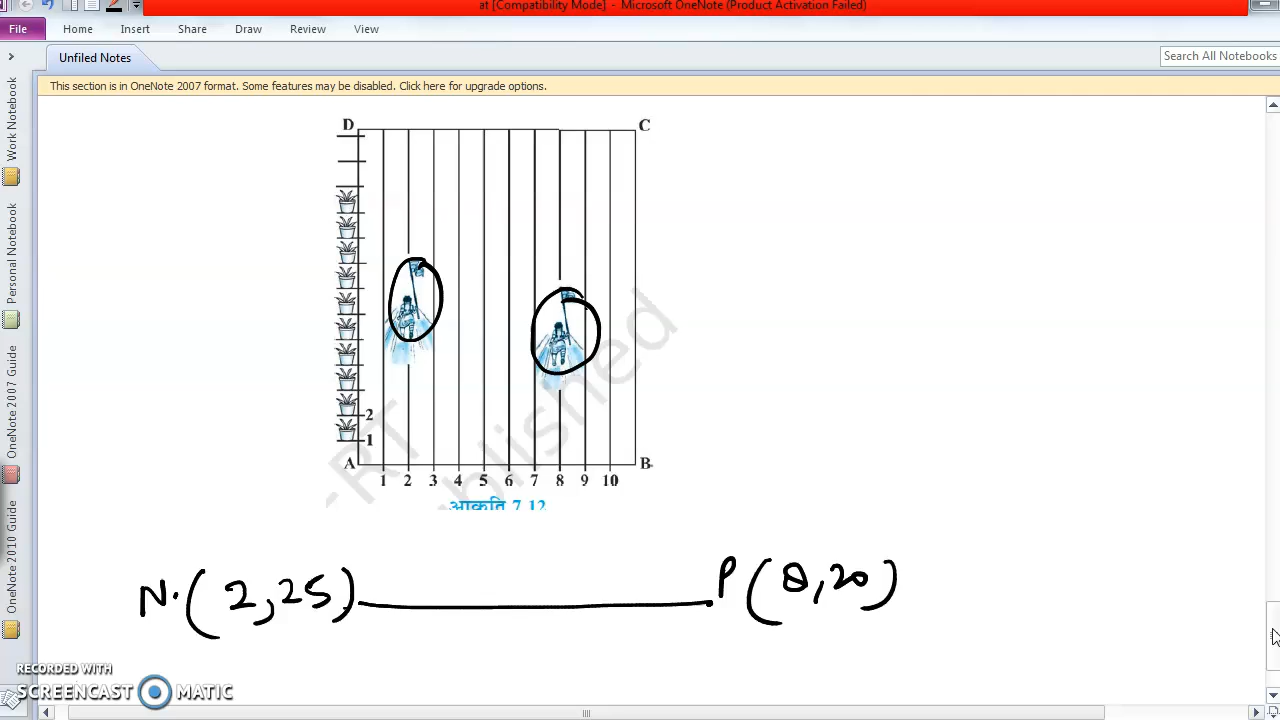 at [Compatibility Mode] - Microsoft OneNote (Product Activation Failed)
File Home Insert Share Draw Review View
Unfiled Notes
Search All Notebooks
This section is in OneNote 2007 format. Some features may be disabled. Click here for upgrade options.
Work Notebook
Personal Notebook
OneNote 2007 Guide
OneNote 2010 Guide
D C
2
1
A B
1 2 3 4 5 6 7 8 9 10
आकृति 7.12
N.(2,25) P(8,20)
RECORDED WITH
SCREENCAST MATIC